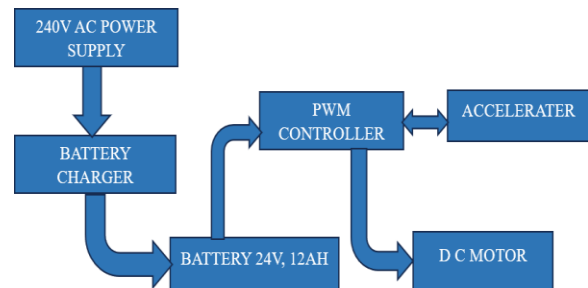 240V AC POWER
SUPPLY
BATTERY
CHARGER
BATTERY 24V, 12AH
PWM
CONTROLLER
ACCELERATER
D C MOTOR